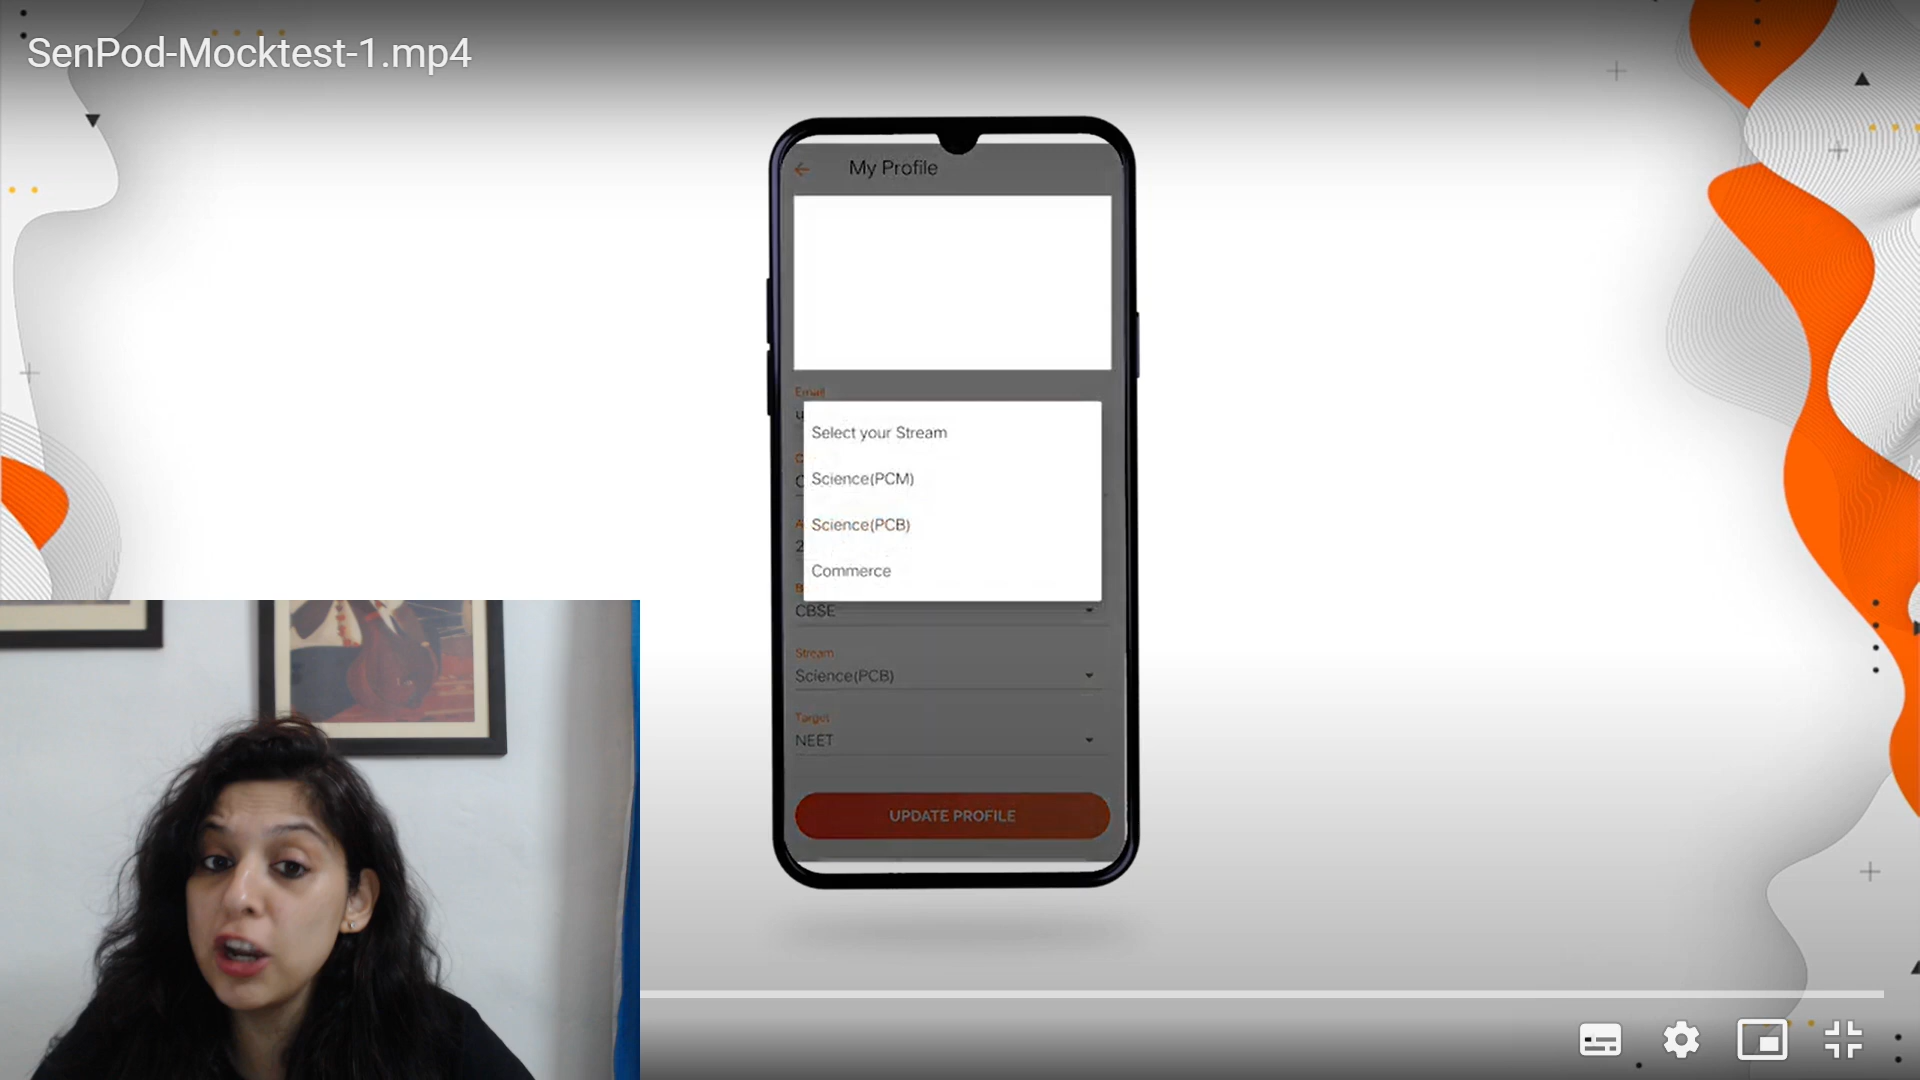 SenPod-Mocktest-1.mp4
My Profile
Email
Select your Stream
Science(PCM)
Science(PCB)
Commerce
CBSE
Stream
Science(PCB)
Target
NEET
UPDATE PROFILE